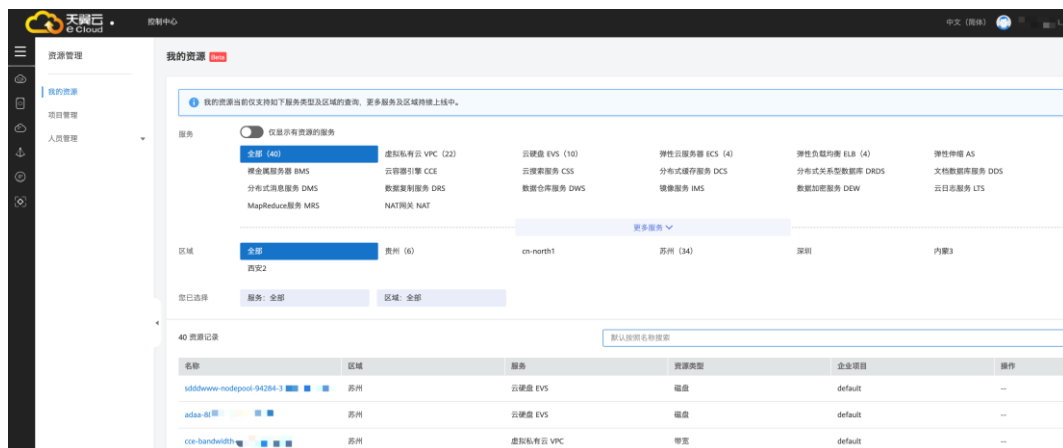 天翼云
e Cloud
控制中心
中文（简体）
资源管理
我的资源
项目管理
人员管理
我的资源 Beta
我的资源当前仅支持如下服务类型及区域的查询，更多服务及区域持续上线中。
服务 仅显示有资源的服务
全部（40） 虚拟私有云 VPC（22） 云硬盘 EVS（10） 弹性云服务器 ECS（4） 弹性负载均衡 ELB（4） 弹性伸缩 AS
裸金属服务器 BMS 云容器引擎 CCE 云搜索服务 CSS 分布式缓存服务 DCS 分布式关系型数据库 DRDS 文档数据库服务 DDS
分布式消息服务 DMS 数据复制服务 DRS 数据仓库服务 DWS 镜像服务 IMS 数据加密服务 DEW 云日志服务 LTS
MapReduce服务 MRS NAT网关 NAT
更多服务
区域 全部 贵州（6） cn-north1 苏州（34） 深圳 内蒙3
西安2
您已选择 服务：全部 区域：全部
40 资源记录 默认按照名称搜索
名称 区域 服务 资源类型 企业项目 操作
sdddwww-nodepool-94284-3 苏州 云硬盘 EVS 磁盘 default --
adaa-8l 苏州 云硬盘 EVS 磁盘 default --
cce-bandwidth 苏州 虚拟私有云 VPC 带宽 default --